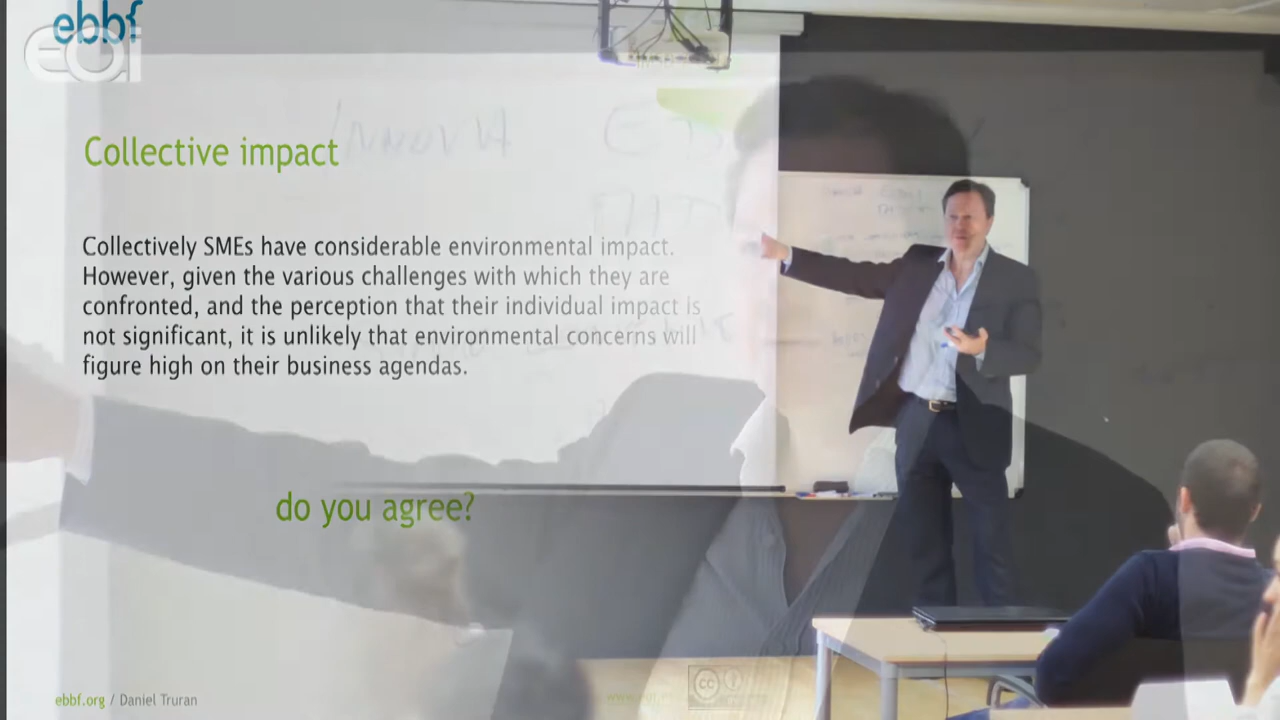 ebbf
eoi
Collective impact
Collectively SMEs have considerable environmental impact.
However, given the various challenges with which they are
confronted, and the perception that their individual impact is
not significant, it is unlikely that environmental concerns will
figure high on their business agendas.
do you agree?
ebbf.org / Daniel Truran
cc